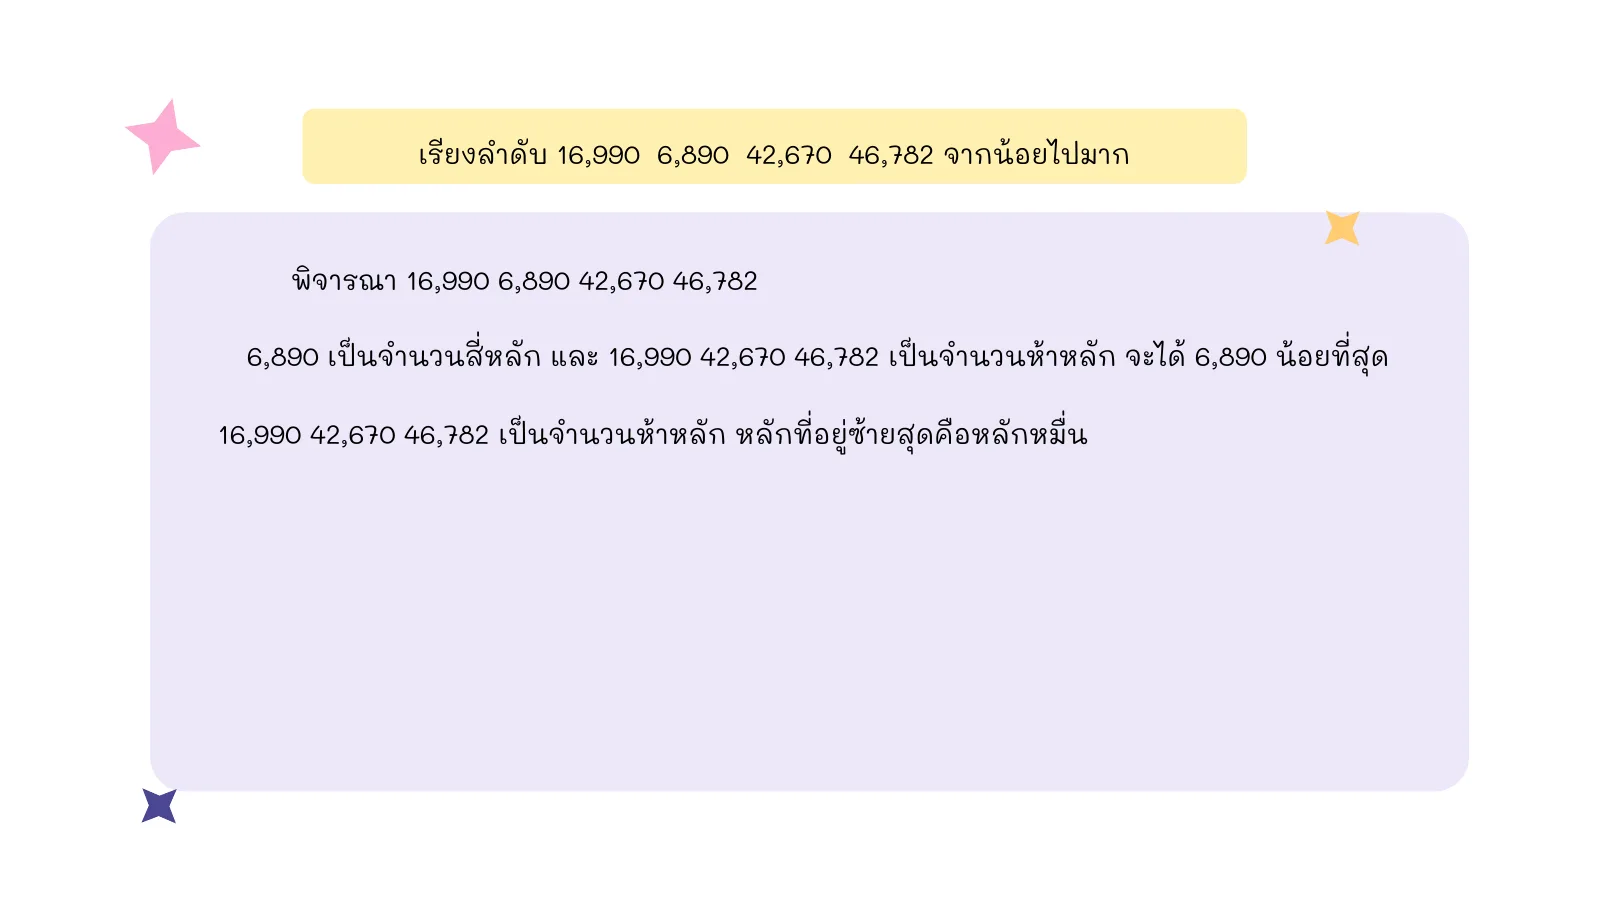 เรียงลำดับ 16,990  6,890  42,670  46,782 จากน้อยไปมาก
พิจารณา 16,990 6,890 42,670 46,782
6,890 เป็นจำนวนสี่หลัก และ 16,990 42,670 46,782 เป็นจำนวนห้าหลัก จะได้ 6,890 น้อยที่สุด
16,990 42,670 46,782 เป็นจำนวนห้าหลัก หลักที่อยู่ซ้ายสุดคือหลักหมื่น